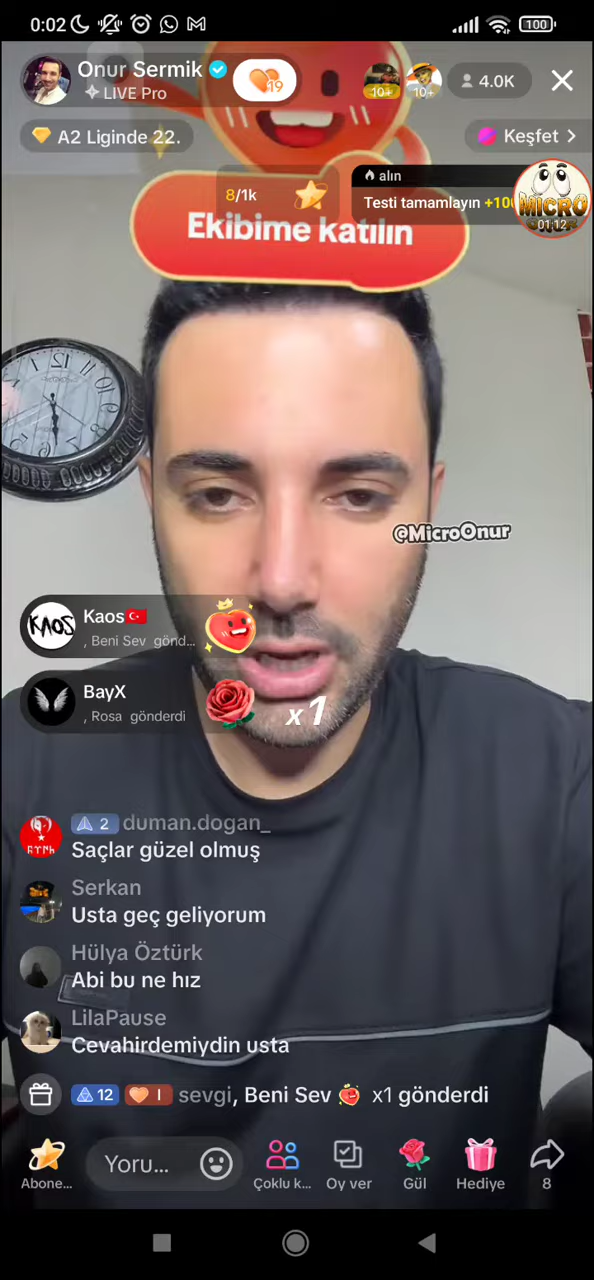 0:02
100
Onur Sermik
LIVE Pro
19
10+
10+
4.0K
A2 Liginde 22.
Keşfet
8/1k
alın
Testi tamamlayın +100
MICRO
01:12
Ekibime katılın
@MicroOnur
KAOS
Kaos
, Beni Sev gönd...
BayX
, Rosa gönderdi
x1
2 duman.dogan_
Saçlar güzel olmuş
Serkan
Usta geç geliyorum
Hülya Öztürk
Abi bu ne hız
LilaPause
Cevahirdemiydin usta
12 I sevgi, Beni Sev x1 gönderdi
Yoru...
Abone...
Çoklu k...
Oy ver
Gül
Hediye
8